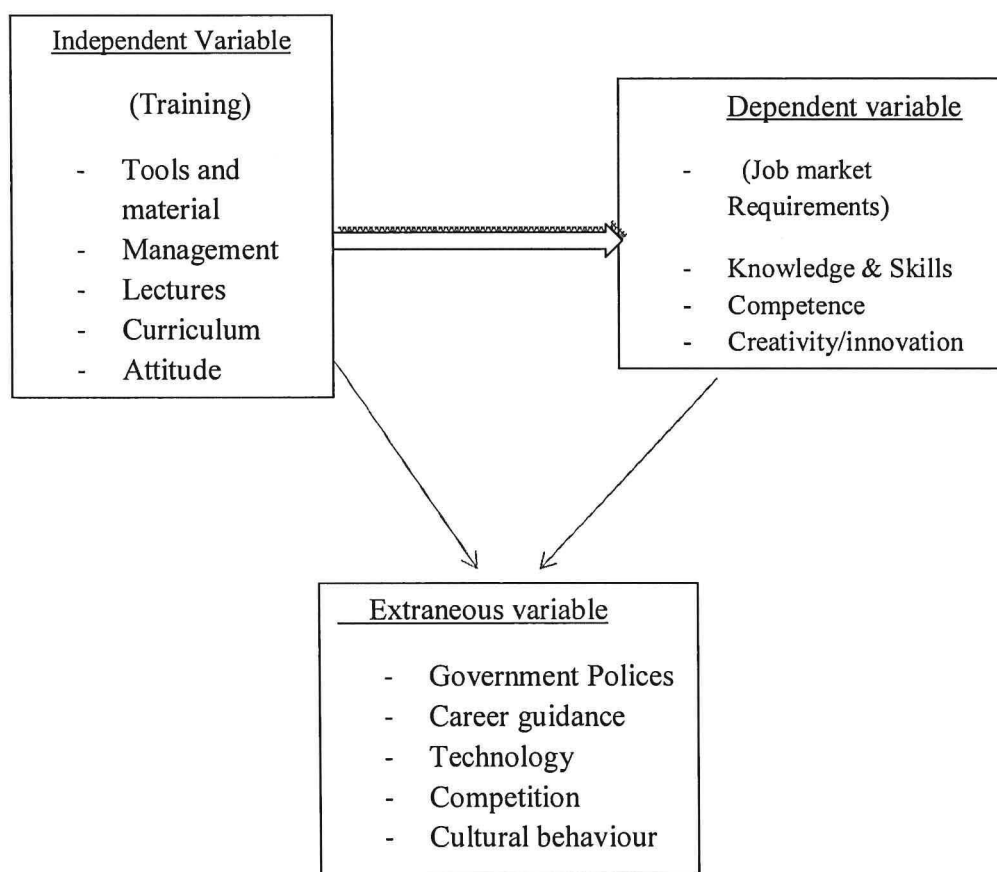 Independent Variable
(Training)
- Tools and
material
- Management
- Lectures
- Curriculum
- Attitude
Dependent variable
- (Job market
Requirements)
- Knowledge & Skills
- Competence
- Creativity/innovation
Extraneous variable
- Government Polices
- Career guidance
- Technology
- Competition
- Cultural behaviour